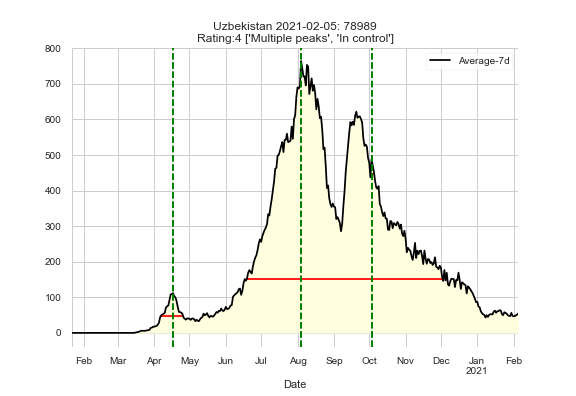 Uzbekistan 2021-02-05: 78989
Rating:4 ['Multiple peaks', 'In control']
Average-7d
800
700
600
500
400
300
200
100
0
Feb Mar Apr May Jun Jul Aug Sep Oct Nov Dec Jan Feb
2021
Date